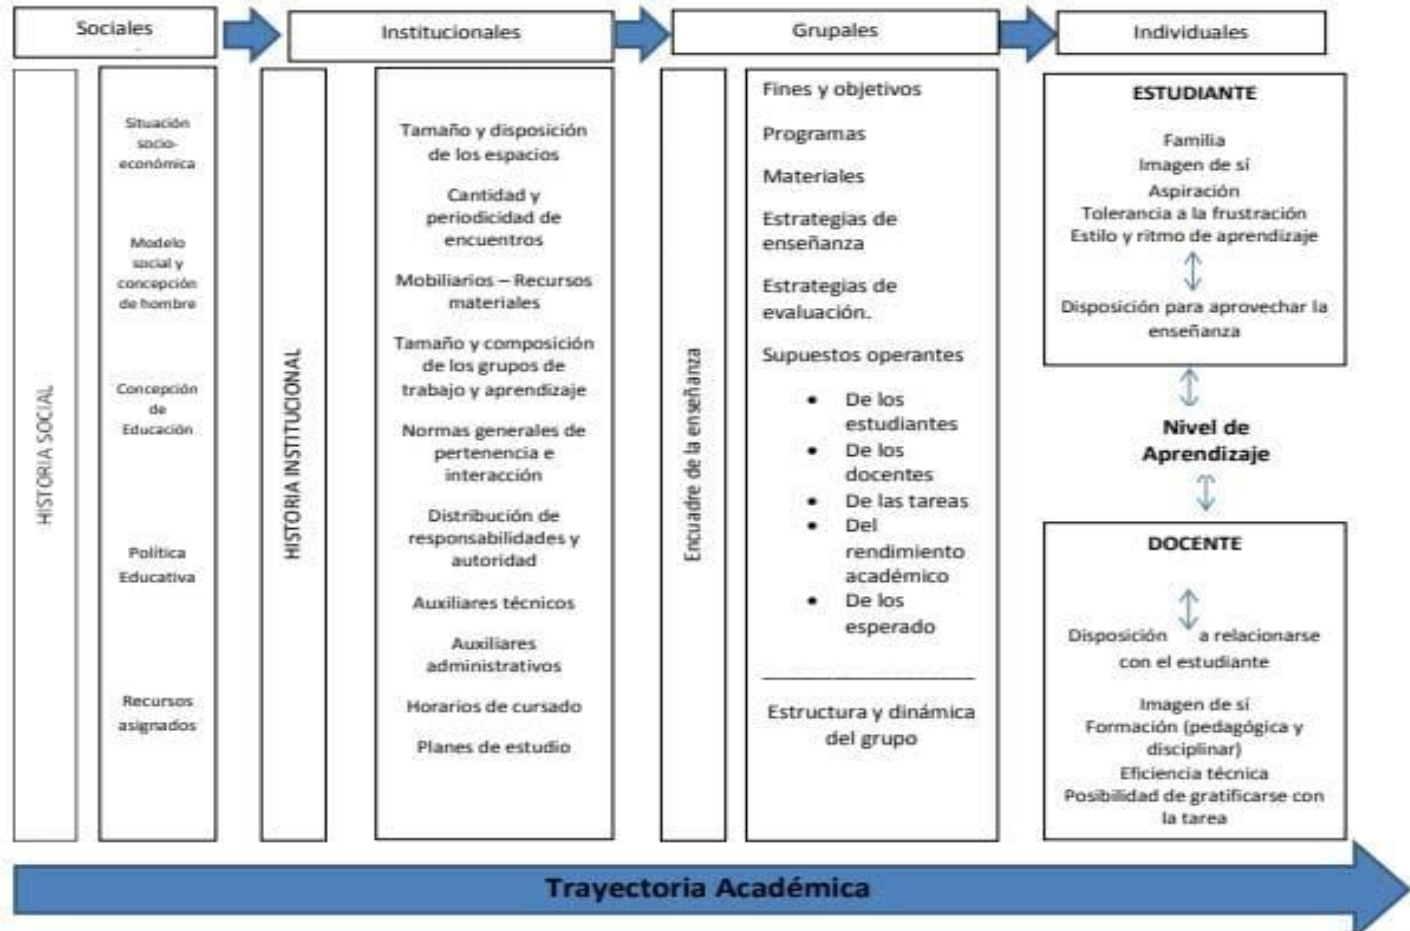 Sociales
Institucionales
Grupales
Individuales
HISTORIA SOCIAL
Situación
socio-
económica
Modelo
social y
concepción
de hombre
Concepción
de
Educación
Política
Educativa
Recursos
asignados
HISTORIA INSTITUCIONAL
Tamaño y disposición
de los espacios
Cantidad y
periodicidad de
encuentros
Mobiliarios – Recursos
materiales
Tamaño y composición
de los grupos de
trabajo y aprendizaje
Normas generales de
pertenencia e
interacción
Distribución de
responsabilidades y
autoridad
Auxiliares técnicos
Auxiliares
administrativos
Horarios de cursado
Planes de estudio
Encuadre de la enseñanza
Fines y objetivos
Programas
Materiales
Estrategias de
enseñanza
Estrategias de
evaluación.
Supuestos operantes
• De los
estudiantes
• De los
docentes
• De las tareas
• Del
rendimiento
académico
• De los
esperado
Estructura y dinámica
del grupo
ESTUDIANTE
Familia
Imagen de sí
Aspiración
Tolerancia a la frustración
Estilo y ritmo de aprendizaje
Disposición para aprovechar la
enseñanza
Nivel de
Aprendizaje
DOCENTE
Disposición a relacionarse
con el estudiante
Imagen de sí
Formación (pedagógica y
disciplinar)
Eficiencia técnica
Posibilidad de gratificarse con
la tarea
Trayectoria Académica